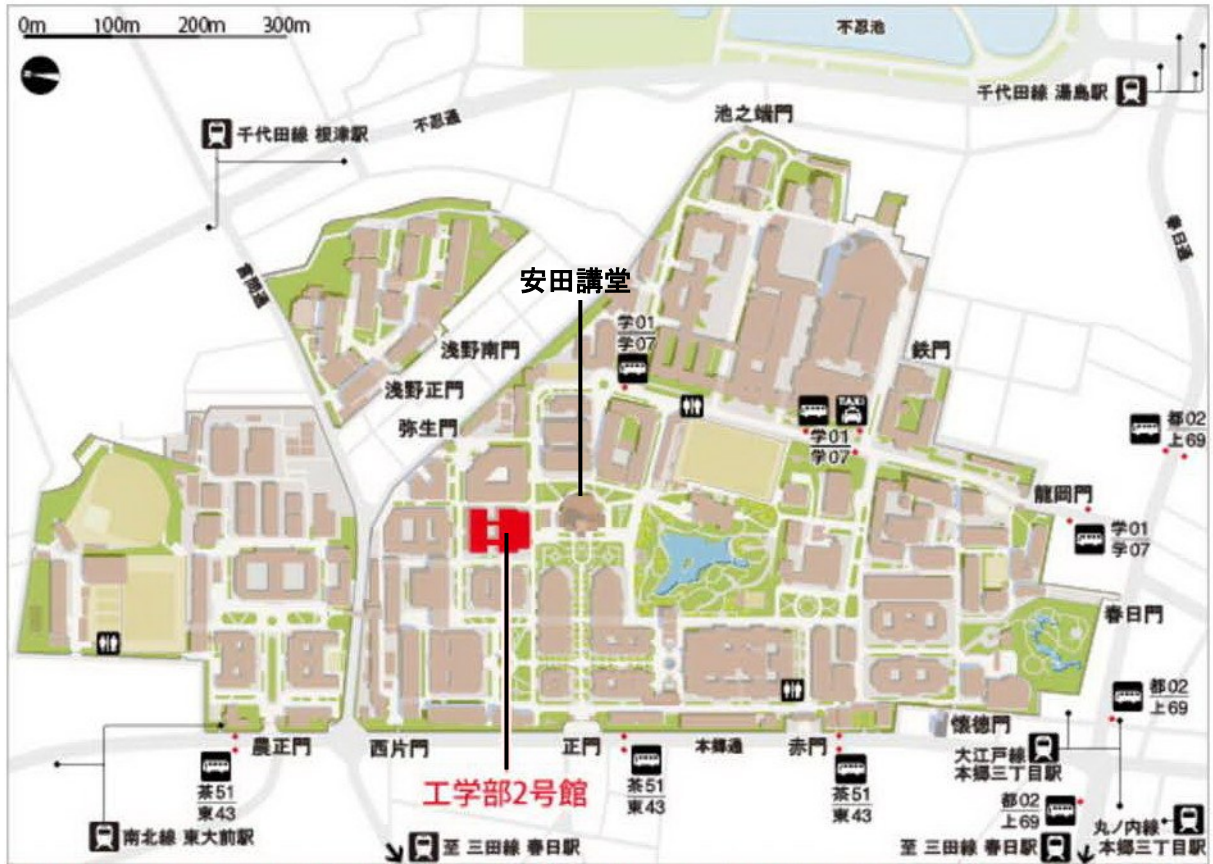 0m 100m 200m 300m
不忍池
千代田線 湯島駅
池之端門
不忍通
千代田線 根津駅
春日通
言問通
安田講堂
学01
学07
浅野南門
鉄門
浅野正門
TAXI
弥生門
学01
学07
都02
上69
龍岡門
学01
学07
春日門
都02
上69
懐徳門
農正門
西片門
正門
本郷通
赤門
大江戸線
本郷三丁目駅
茶51
東43
工学部2号館
茶51
東43
茶51
東43
都02
上69
丸ノ内線
本郷三丁目駅
南北線 東大前駅
至 三田線 春日駅
至 三田線 春日駅